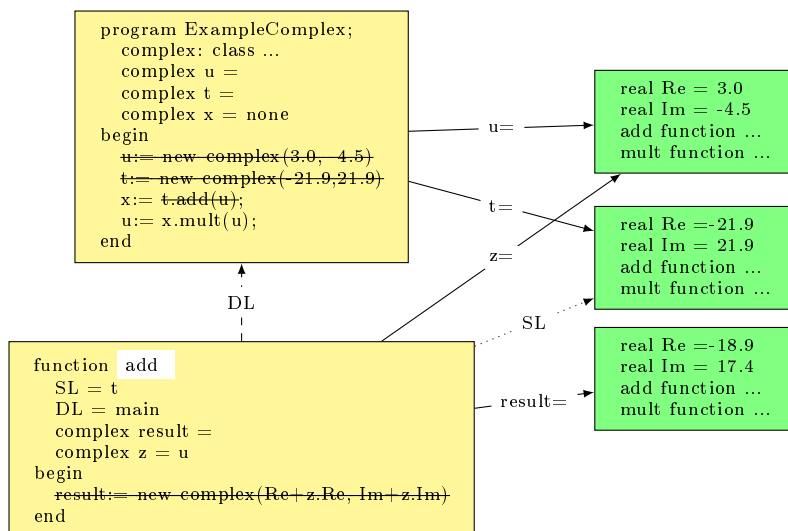 program ExampleComplex;
complex: class ...
complex u =
complex t =
complex x = none
begin
u:= new complex(3.0, -4.5)
t:= new complex(-21.9,21.9)
x:= t.add(u);
u:= x.mult(u);
end
u=
t=
z=
DL
SL
result=
real Re = 3.0
real Im = -4.5
add function ...
mult function ...
real Re =-21.9
real Im = 21.9
add function ...
mult function ...
real Re =-18.9
real Im = 17.4
add function ...
mult function ...
function add
SL = t
DL = main
complex result =
complex z = u
begin
result:= new complex(Re+z.Re, Im+z.Im)
end